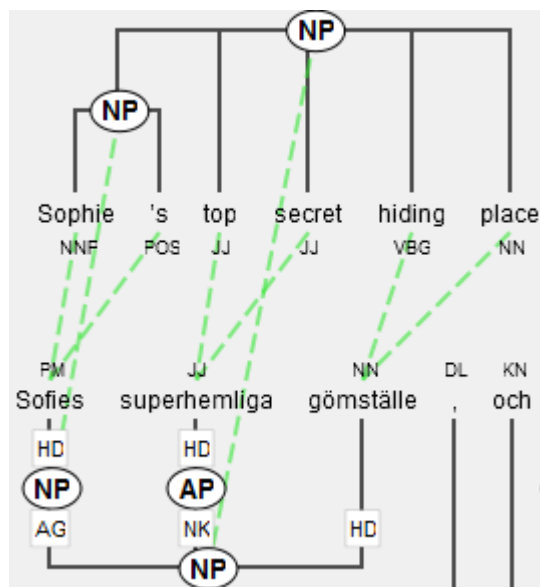 NP
NP
Sophie 's top secret hiding place
NNP POS JJ JJ VBG NN
PM JJ NN DL KN
Sofies superhemliga gömställe , och
HD HD
NP AP
AG NK HD
NP